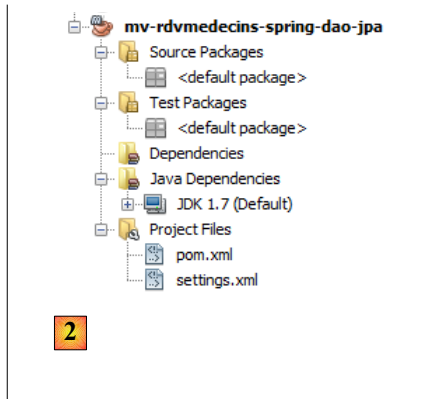 mv-rdvmedecins-spring-dao-jpa
Source Packages
<default package>
Test Packages
<default package>
Dependencies
Java Dependencies
JDK 1.7 (Default)
Project Files
pom.xml
settings.xml
2